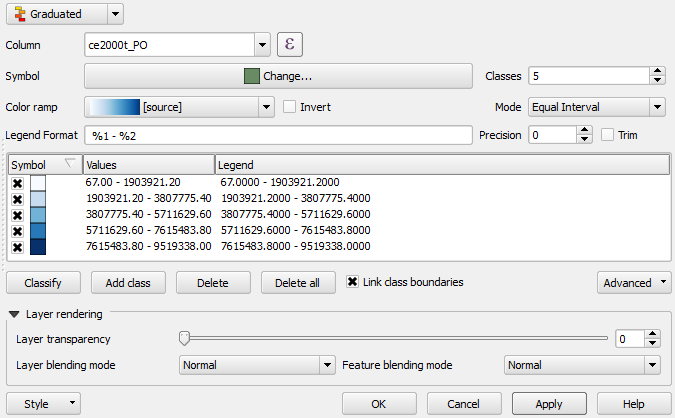 Graduated
Column ce2000t_PO ε
Symbol Change... Classes 5
Color ramp [source] Invert Mode Equal Interval
Legend Format %1 - %2 Precision 0 Trim
Symbol Values Legend
67.00 - 1903921.20 67.0000 - 1903921.2000
1903921.20 - 3807775.40 1903921.2000 - 3807775.4000
3807775.40 - 5711629.60 3807775.4000 - 5711629.6000
5711629.60 - 7615483.80 5711629.6000 - 7615483.8000
7615483.80 - 9519338.00 7615483.8000 - 9519338.0000
Classify Add class Delete Delete all Link class boundaries Advanced
Layer rendering
Layer transparency 0
Layer blending mode Normal Feature blending mode Normal
Style OK Cancel Apply Help